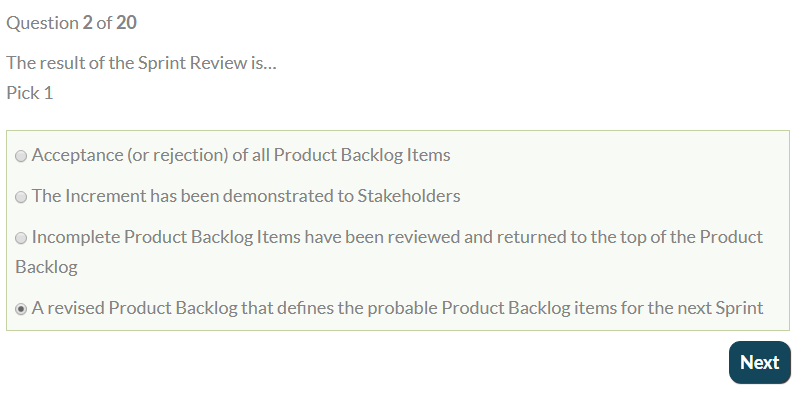 Question 2 of 20
The result of the Sprint Review is...
Pick 1
Acceptance (or rejection) of all Product Backlog Items
The Increment has been demonstrated to Stakeholders
Incomplete Product Backlog Items have been reviewed and returned to the top of the Product
Backlog
A revised Product Backlog that defines the probable Product Backlog items for the next Sprint
Next